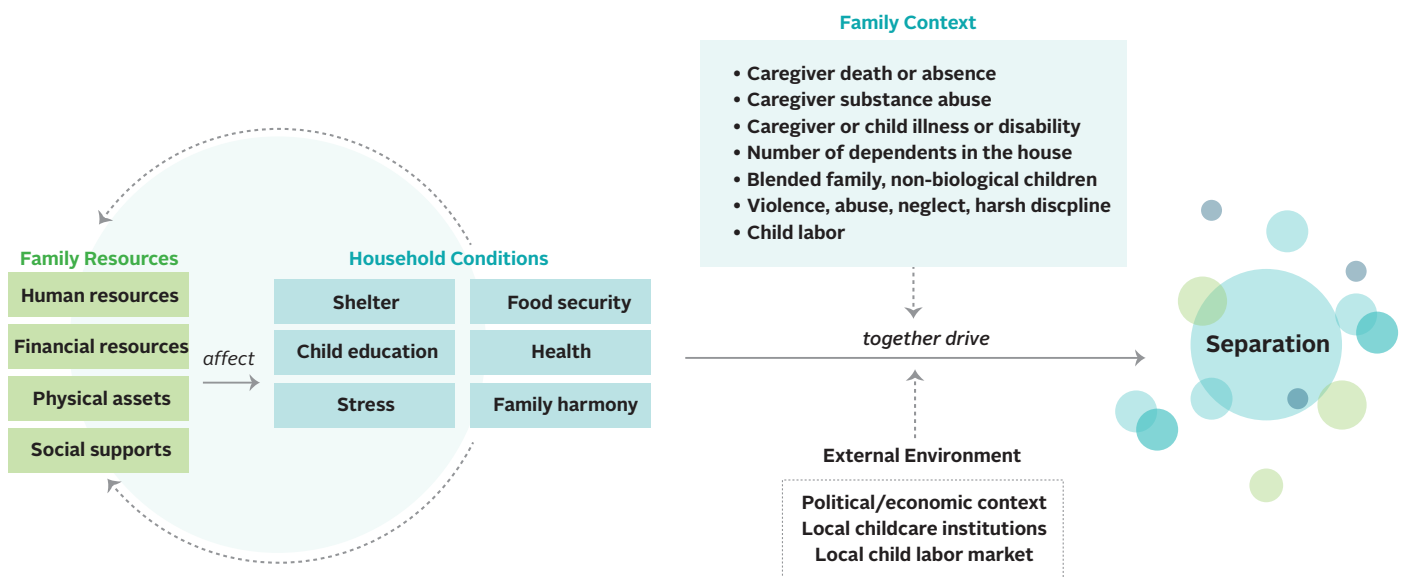 Family Resources
Human resources
Financial resources
Physical assets
Social supports
affect
Household Conditions
Shelter
Food security
Child education
Health
Stress
Family harmony
Family Context
• Caregiver death or absence
• Caregiver substance abuse
• Caregiver or child illness or disability
• Number of dependents in the house
• Blended family, non-biological children
• Violence, abuse, neglect, harsh discpline
• Child labor
together drive
External Environment
Political/economic context
Local childcare institutions
Local child labor market
Separation